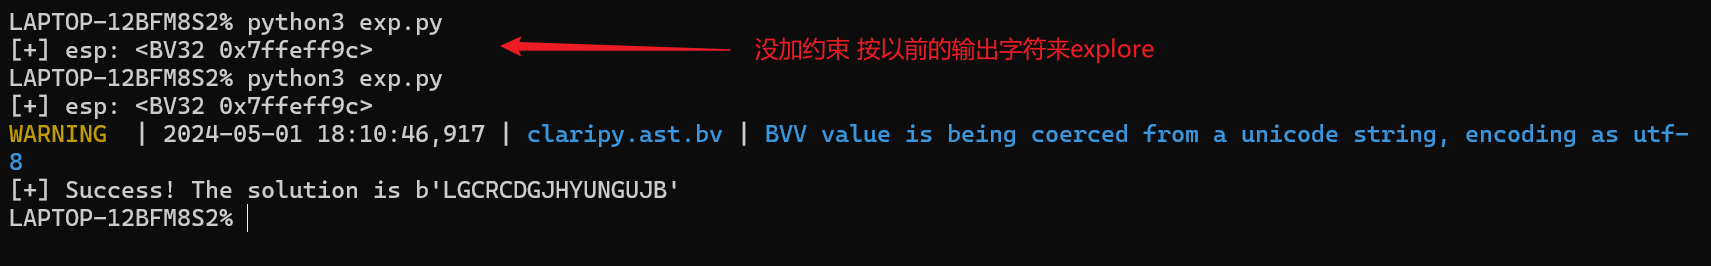 LAPTOP-12BFM8S2% python3 exp.py
[+] esp: <BV32 0x7ffeff9c>
没加约束 按以前的输出字符来explore
LAPTOP-12BFM8S2% python3 exp.py
[+] esp: <BV32 0x7ffeff9c>
WARNING  | 2024-05-01 18:10:46,917 | claripy.ast.bv | BVV value is being coerced from a unicode string, encoding as utf-
8
[+] Success! The solution is b'LGCRCDGJHYUNGUJB'
LAPTOP-12BFM8S2%